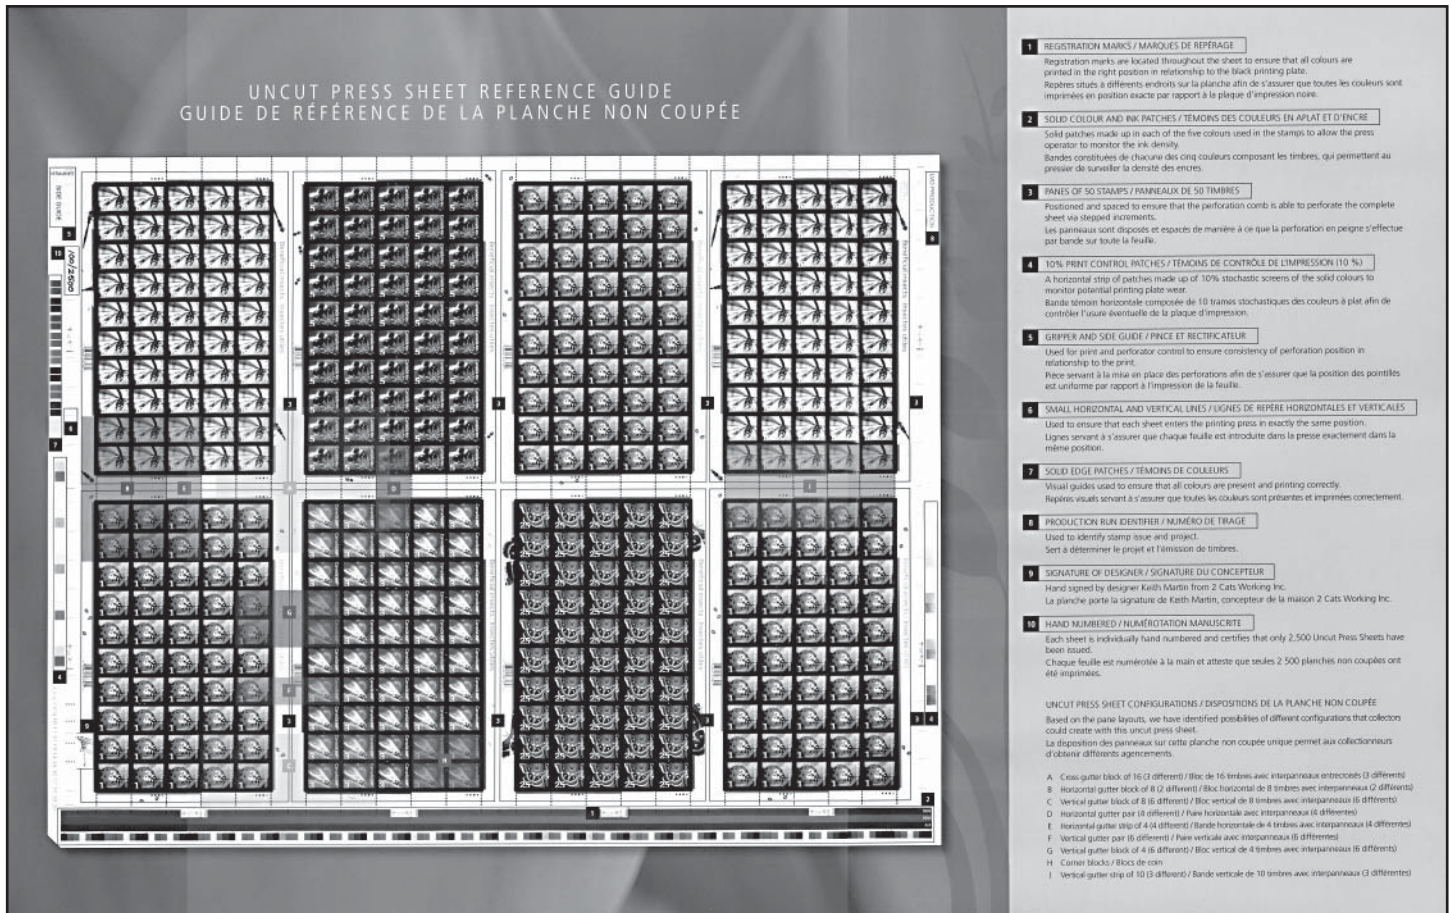 UNCUT PRESS SHEET REFERENCE GUIDE
GUIDE DE RÉFÉRENCE DE LA PLANCHE NON COUPÉE
SIDE GUIDE
100/2500
1 REGISTRATION MARKS / MARQUES DE REPÉRAGE
Registration marks are located throughout the sheet to ensure that all colours are
printed in the right position in relationship to the black printing plate.
Repères situés à différents endroits sur la planche afin de s'assurer que toutes les couleurs sont
imprimées en position exacte par rapport à la plaque d'impression noire.
2 SOLID COLOUR AND INK PATCHES / TÉMOINS DES COULEURS EN APLAT ET D'ENCRE
Solid patches made up in each of the five colours used in the stamps to allow the press
operator to monitor the ink density.
Bandes constituées de chacune des cinq couleurs composant les timbres, qui permettent au
pressier de surveiller la densité des encres.
3 PANES OF 50 STAMPS / PANNEAUX DE 50 TIMBRES
Positioned and spaced to ensure that the perforation comb is able to perforate the complete
sheet via stepped increments.
Les panneaux sont disposés et espacés de manière à ce que la perforation en peigne s'effectue
par bande sur toute la feuille.
4 10% PRINT CONTROL PATCHES / TÉMOINS DE CONTRÔLE DE L'IMPRESSION (10 %)
A horizontal strip of patches made up of 10% stochastic screens of the solid colours to
monitor potential printing plate wear.
Bande témoin horizontale composée de 10 trames stochastiques des couleurs à plat afin de
contrôler l'usure éventuelle de la plaque d'impression.
5 GRIPPER AND SIDE GUIDE / PINCE ET RECTIFICATEUR
Used for print and perforator control to ensure consistency of perforation position in
relationship to the print.
Pièce servant à la mise en place des perforations afin de s'assurer que la position des pointillés
est uniforme par rapport à l'impression de la feuille.
6 SMALL HORIZONTAL AND VERTICAL LINES / LIGNES DE REPÈRE HORIZONTALES ET VERTICALES
Used to ensure that each sheet enters the printing press in exactly the same position.
Lignes servant à s'assurer que chaque feuille est introduite dans la presse exactement dans la
même position.
7 SOLID EDGE PATCHES / TÉMOINS DE COULEURS
Visual guides used to ensure that all colours are present and printing correctly.
Repères visuels servant à s'assurer que toutes les couleurs sont présentes et imprimées correctement.
8 PRODUCTION RUN IDENTIFIER / NUMÉRO DE TIRAGE
Used to identify stamp issue and project.
Sert à déterminer le projet et l'émission de timbres.
9 SIGNATURE OF DESIGNER / SIGNATURE DU CONCEPTEUR
Hand signed by designer Keith Martin from 2 Cats Working Inc.
La planche porte la signature de Keith Martin, concepteur de la maison 2 Cats Working Inc.
10 HAND NUMBERED / NUMÉROTATION MANUSCRITE
Each sheet is individually hand numbered and certifies that only 2,500 Uncut Press Sheets have
been issued.
Chaque feuille est numérotée à la main et atteste que seules 2 500 planches non coupées ont
été imprimées.
UNCUT PRESS SHEET CONFIGURATIONS / DISPOSITIONS DE LA PLANCHE NON COUPÉE
Based on the pane layouts, we have identified possibilities of different configurations that collectors
could create with this uncut press sheet.
La disposition des panneaux sur cette planche non coupée unique permet aux collectionneurs
d'obtenir différents agencements.
A Cross gutter block of 16 (3 different) / Bloc de 16 timbres avec interpanneaux entrecroisés (3 différents)
B Horizontal gutter block of 8 (2 different) / Bloc horizontal de 8 timbres avec interpanneaux (2 différents)
C Vertical gutter block of 8 (6 different) / Bloc vertical de 8 timbres avec interpanneaux (6 différents)
D Horizontal gutter pair (4 different) / Paire horizontale avec interpanneaux (4 différentes)
E Horizontal gutter strip of 4 (4 different) / Bande horizontale de 4 timbres avec interpanneaux (4 différentes)
F Vertical gutter pair (6 different) / Paire verticale avec interpanneaux (6 différentes)
G Vertical gutter block of 4 (6 different) / Bloc vertical de 4 timbres avec interpanneaux (6 différents)
H Corner blocks / Blocs de coin
I Vertical gutter strip of 10 (3 different) / Bande verticale de 10 timbres avec interpanneaux (3 différentes)